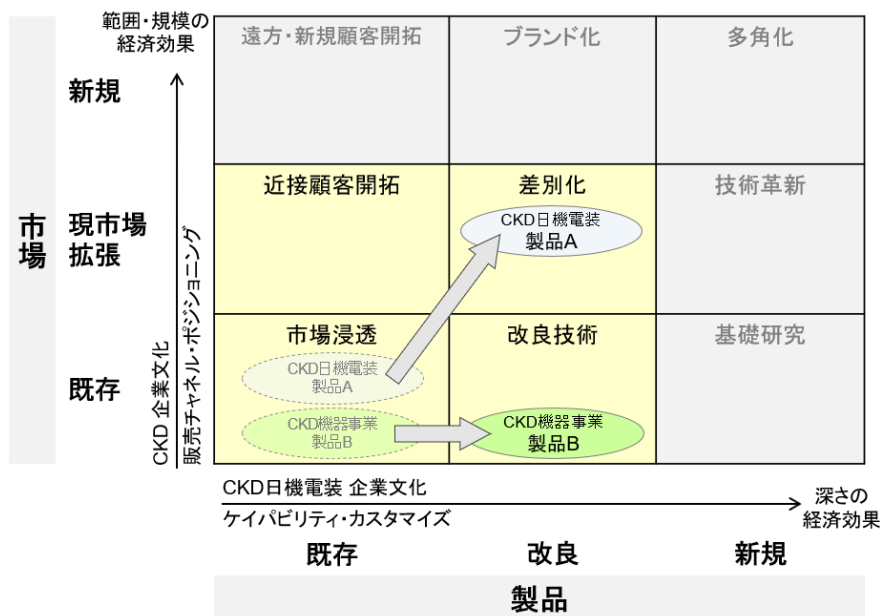 範囲・規模の
経済効果
遠方・新規顧客開拓
ブランド化
多角化
新規
近接顧客開拓
差別化
技術革新
CKD日機電装
製品A
市場
現市場
拡張
市場浸透
改良技術
基礎研究
CKD日機電装
製品A
既存
CKD機器事業
製品B
CKD機器事業
製品B
CKD 企業文化
販売チャネル・ポジショニング
CKD日機電装 企業文化
ケイパビリティ・カスタマイズ
深さの
経済効果
既存
改良
新規
製品